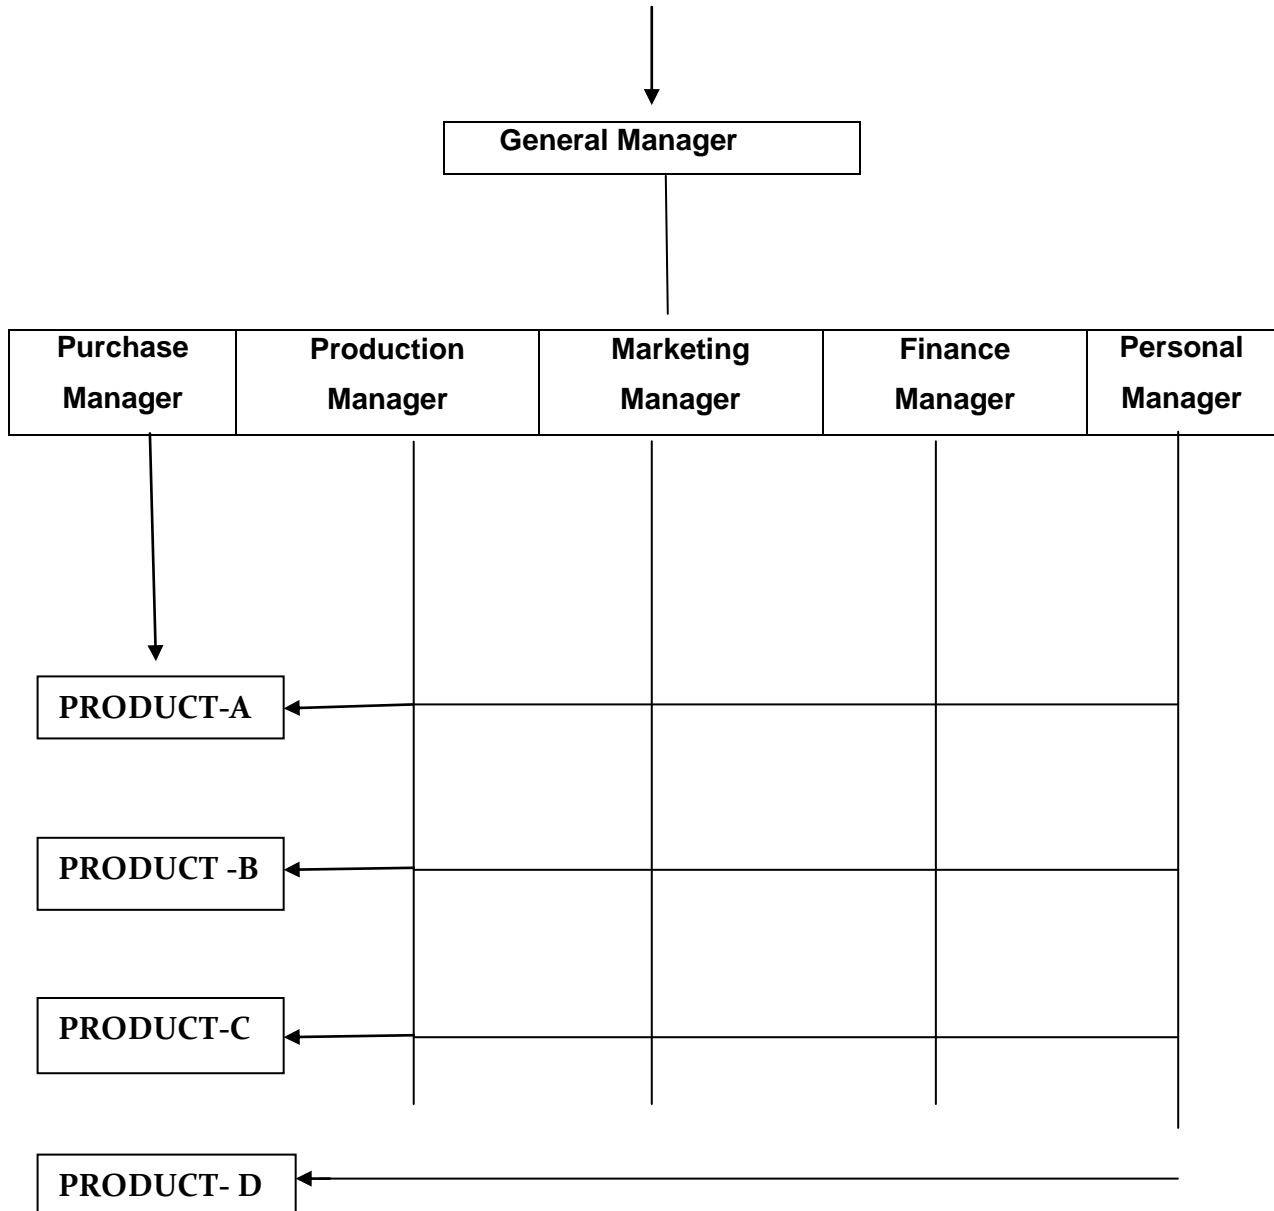 General Manager
Purchase Manager
Production Manager
Marketing Manager
Finance Manager
Personal Manager
PRODUCT-A
PRODUCT -B
PRODUCT-C
PRODUCT- D